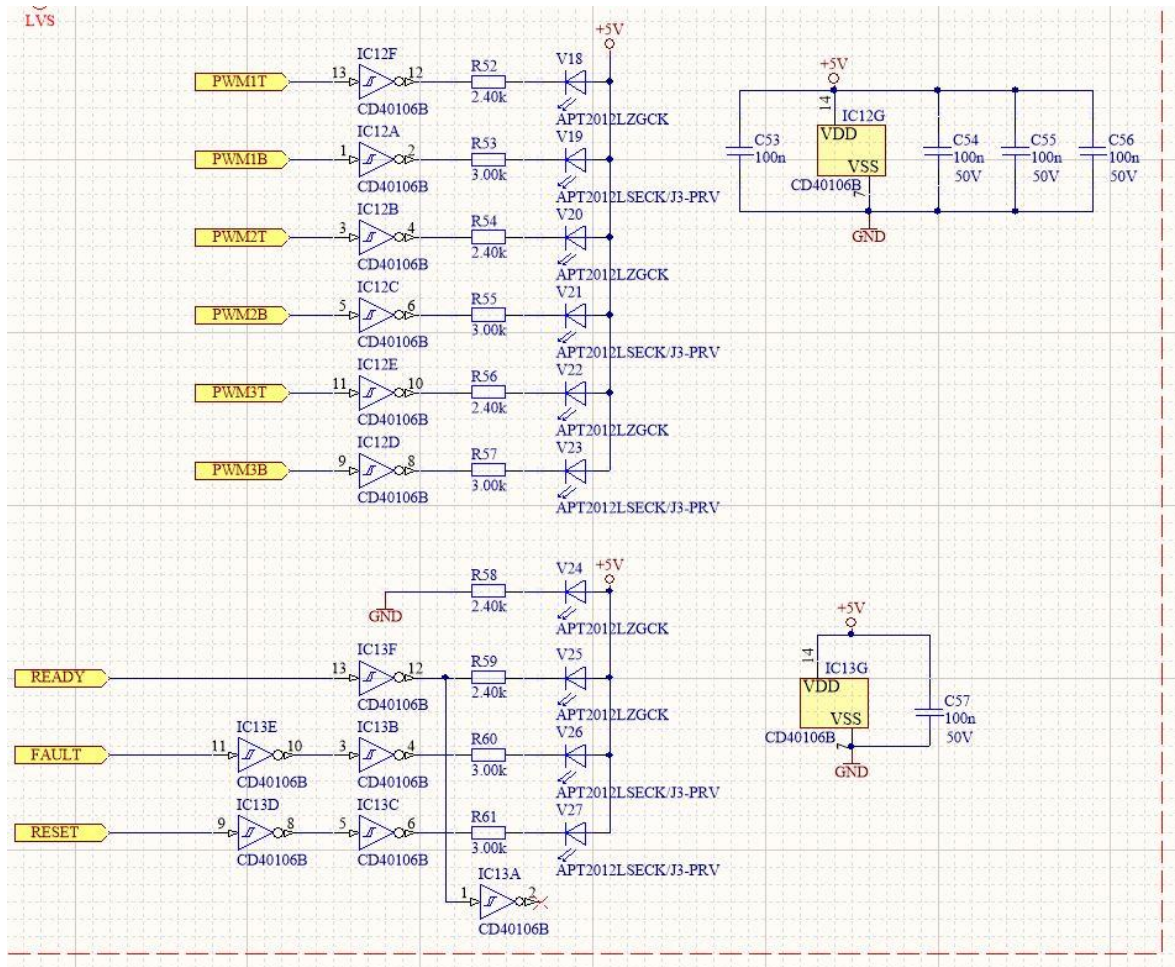 LVS
+5V
IC12F
PWM1T
13
12
CD40106B
R52
2.40k
V18
APT2012LZGCK
IC12A
PWM1B
1
2
CD40106B
R53
3.00k
V19
APT2012LSECK/J3-PRV
IC12B
PWM2T
3
4
CD40106B
R54
2.40k
V20
APT2012LZGCK
IC12C
PWM2B
5
6
CD40106B
R55
3.00k
V21
APT2012LSECK/J3-PRV
IC12E
PWM3T
11
10
CD40106B
R56
2.40k
V22
APT2012LZGCK
IC12D
PWM3B
9
8
CD40106B
R57
3.00k
V23
APT2012LSECK/J3-PRV
+5V
14
IC12G
VDD
VSS
CD40106B
7
GND
C53
100n
C54
100n
50V
C55
100n
50V
C56
100n
50V
+5V
GND
R58
2.40k
V24
APT2012LZGCK
READY
IC13F
13
12
CD40106B
R59
2.40k
V25
APT2012LZGCK
FAULT
IC13E
11
10
CD40106B
IC13B
3
4
CD40106B
R60
3.00k
V26
APT2012LSECK/J3-PRV
RESET
IC13D
9
8
CD40106B
IC13C
5
6
CD40106B
R61
3.00k
V27
APT2012LSECK/J3-PRV
IC13A
1
2
CD40106B
+5V
14
IC13G
VDD
VSS
CD40106B
7
GND
C57
100n
50V